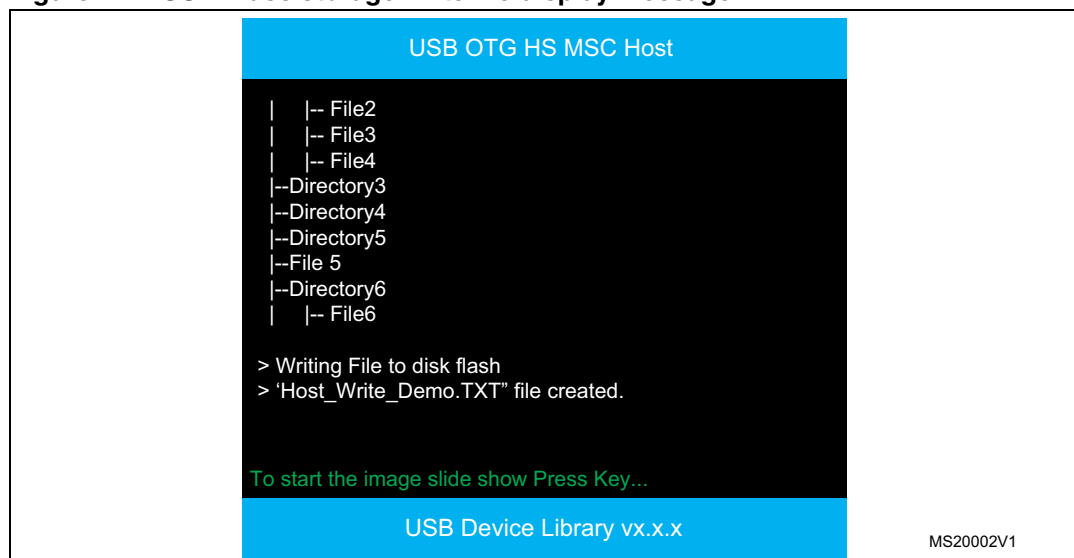 USB OTG HS MSC Host
|   |-- File2
|   |-- File3
|   |-- File4
|--Directory3
|--Directory4
|--Directory5
|--File 5
|--Directory6
|   |-- File6
> Writing File to disk flash
> ‘Host_Write_Demo.TXT” file created.
To start the image slide show Press Key...
USB Device Library vx.x.x
MS20002V1